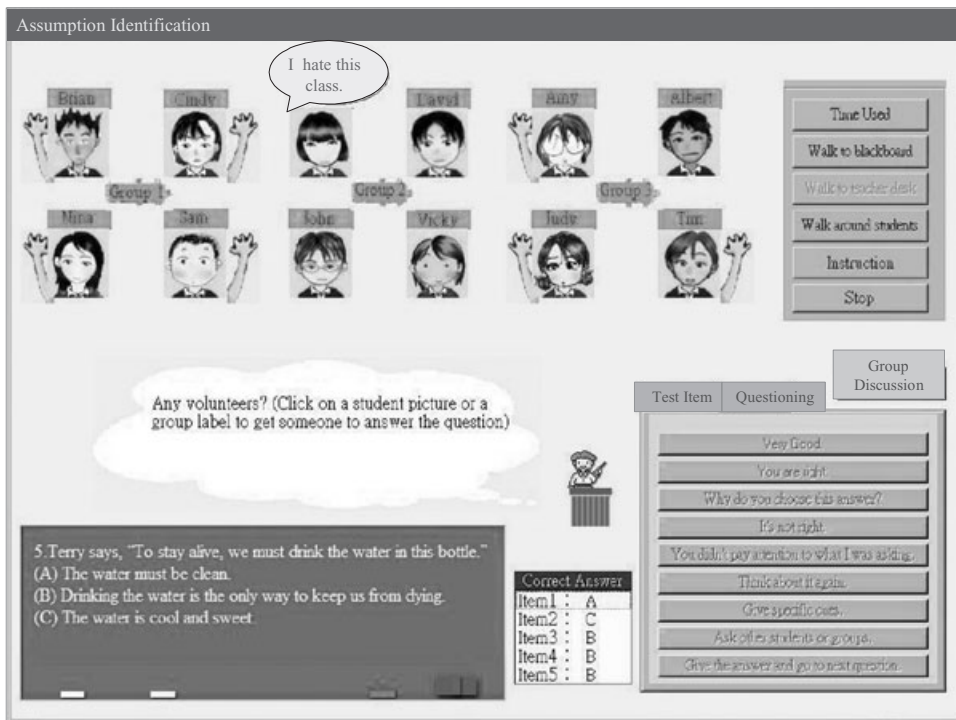 Assumption Identification
I hate this
class.
Brian
Cindy
David
Amy
Albert
Group 1
Group 2
Group 3
Nina
Sam
John
Vicky
Judy
Tim
Time Used
Walk to blackboard
Walk to teacher desk
Walk around students
Instruction
Stop
Any volunteers? (Click on a student picture or a
group label to get someone to answer the question)
Group
Discussion
Test Item
Questioning
Very Good.
You are right.
Why do you choose this answer?
It's not right.
You didn't pay attention to what I was asking.
Think about it again.
Give specific cues.
Ask other students or groups.
Give the answer and go to next question.
5.Terry says, “To stay alive, we must drink the water in this bottle.”
(A) The water must be clean.
(B) Drinking the water is the only way to keep us from dying.
(C) The water is cool and sweet.
Correct Answer
Item1 : A
Item2 : C
Item3 : B
Item4 : B
Item5 : B